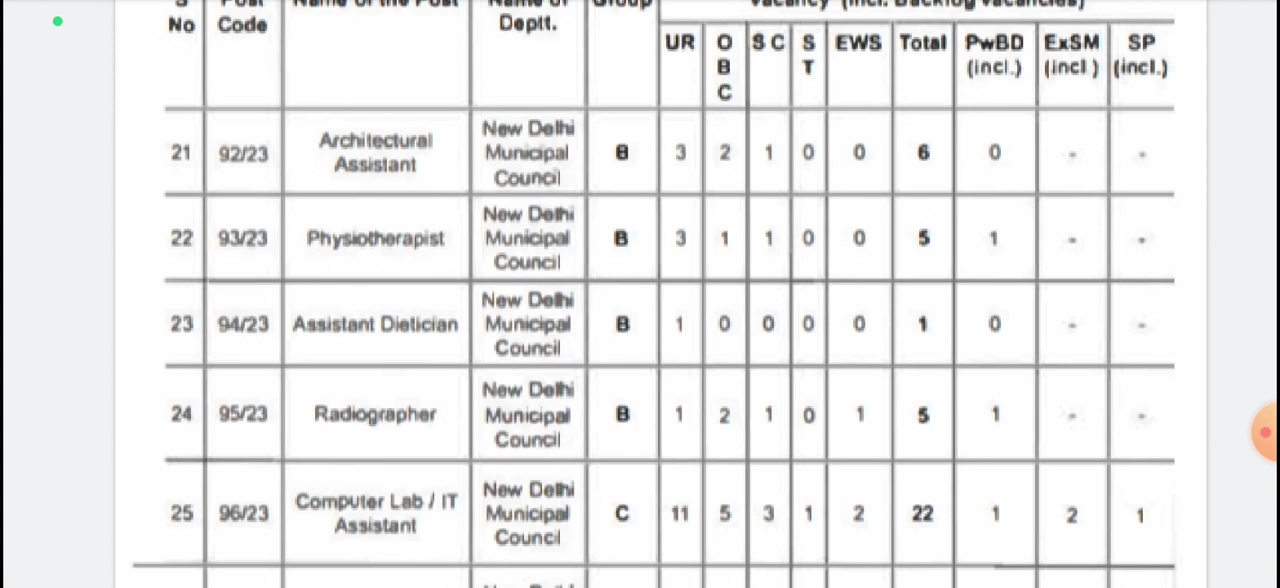 S Post Name of the Post Name of Group Vacancy (incl. Backlog vacancies)
No Code Deptt.
UR OBC SC ST EWS Total PwBD (incl.) ExSM (incl.) SP (incl.)
21 92/23 Architectural Assistant New Delhi Municipal Council B 3 2 1 0 0 6 0 - -
22 93/23 Physiotherapist New Delhi Municipal Council B 3 1 1 0 0 5 1 - -
23 94/23 Assistant Dietician New Delhi Municipal Council B 1 0 0 0 0 1 0 - -
24 95/23 Radiographer New Delhi Municipal Council B 1 2 1 0 1 5 1 - -
25 96/23 Computer Lab / IT Assistant New Delhi Municipal Council C 11 5 3 1 2 22 1 2 1